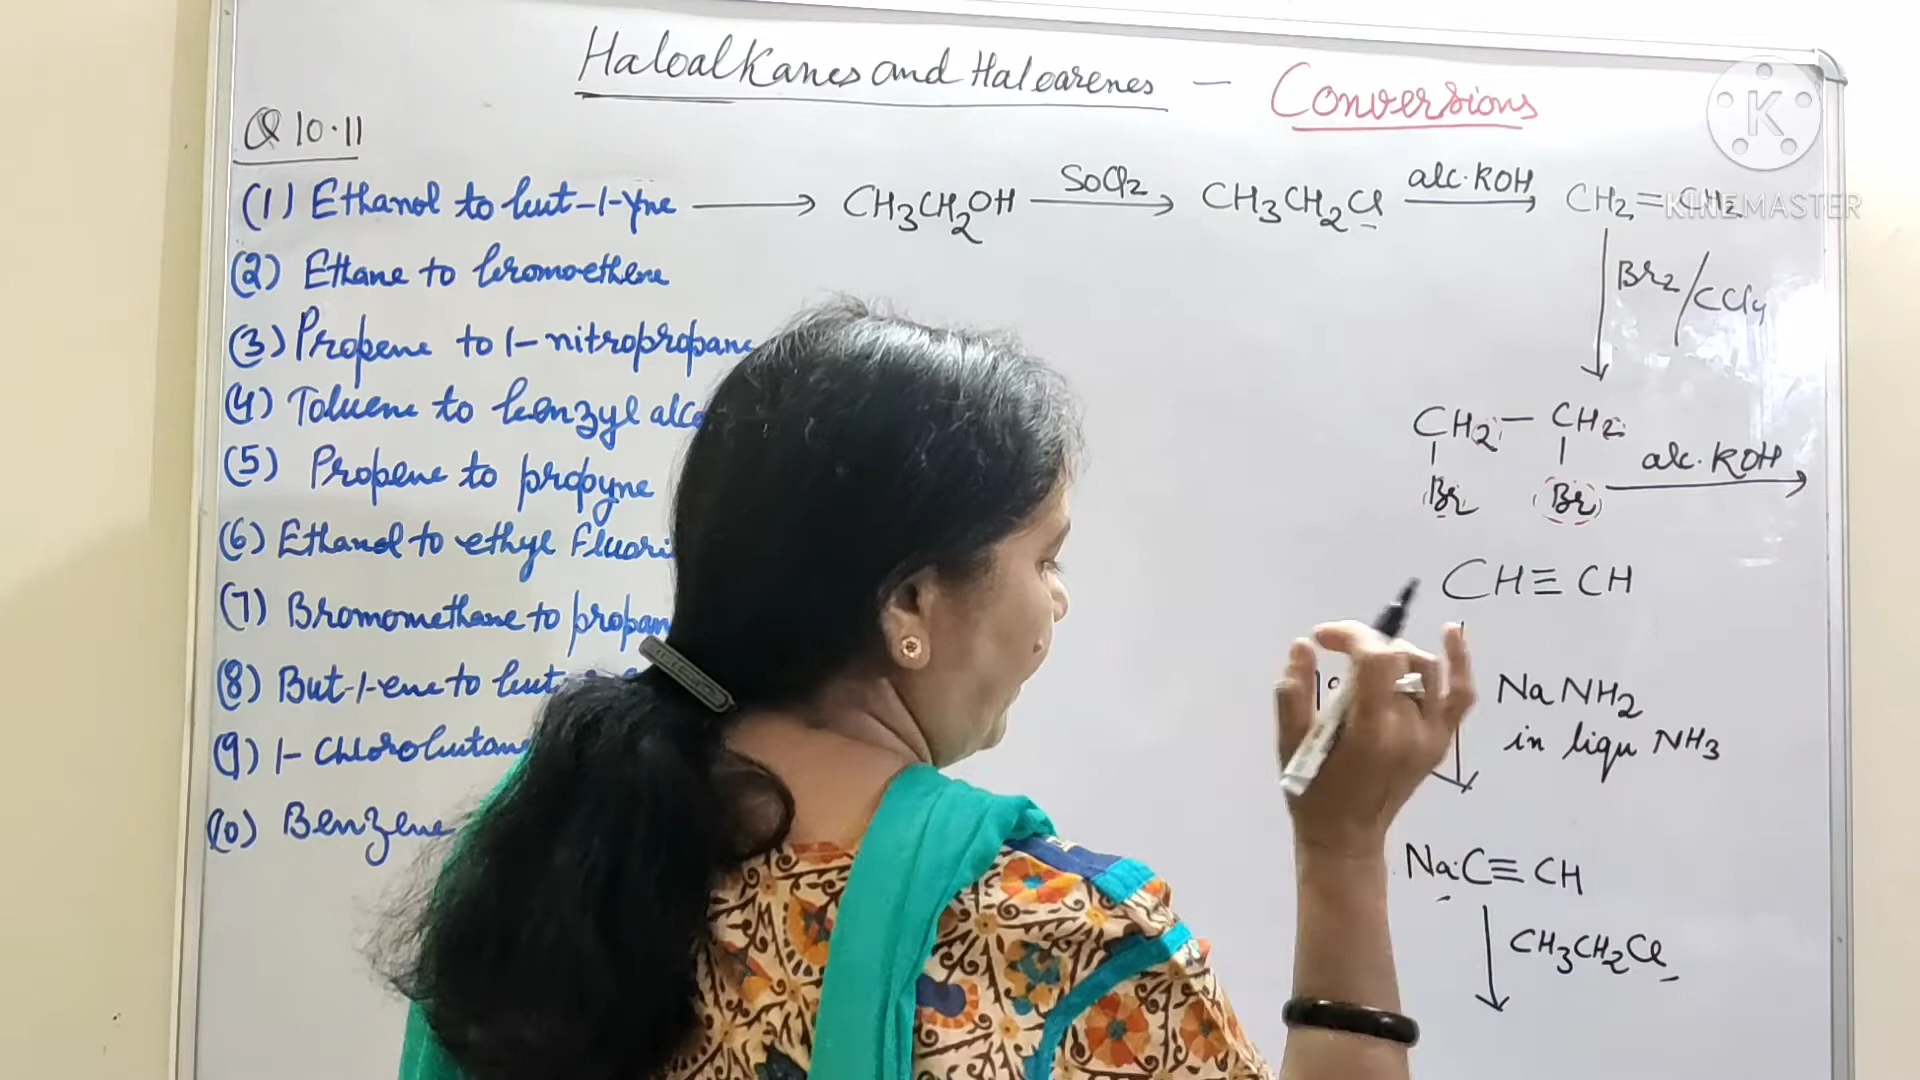 Haloalkanes and Haloarenes - Conversions
Q 10.11
(1) Ethanol to but-1-yne ⟶ CH3CH2OH —SOCl2→ CH3CH2Cl —alc.KOH→ CH2=CH2
Br2/CCl4
(2) Ethane to bromoethene
(3) Propene to 1-nitropropane
(4) Toluene to benzyl alco
(5) Propene to propyne
(6) Ethanol to ethyl Fluori
(7) Bromomethane to propan
(8) But-1-ene to but
(9) 1-Chlorobutane
(10) Benzene
CH2 - CH2
Br Br
alc.KOH
CH≡CH
NaNH2
in liqu NH3
NaC≡CH
CH3CH2Cl
K
KINEMASTER